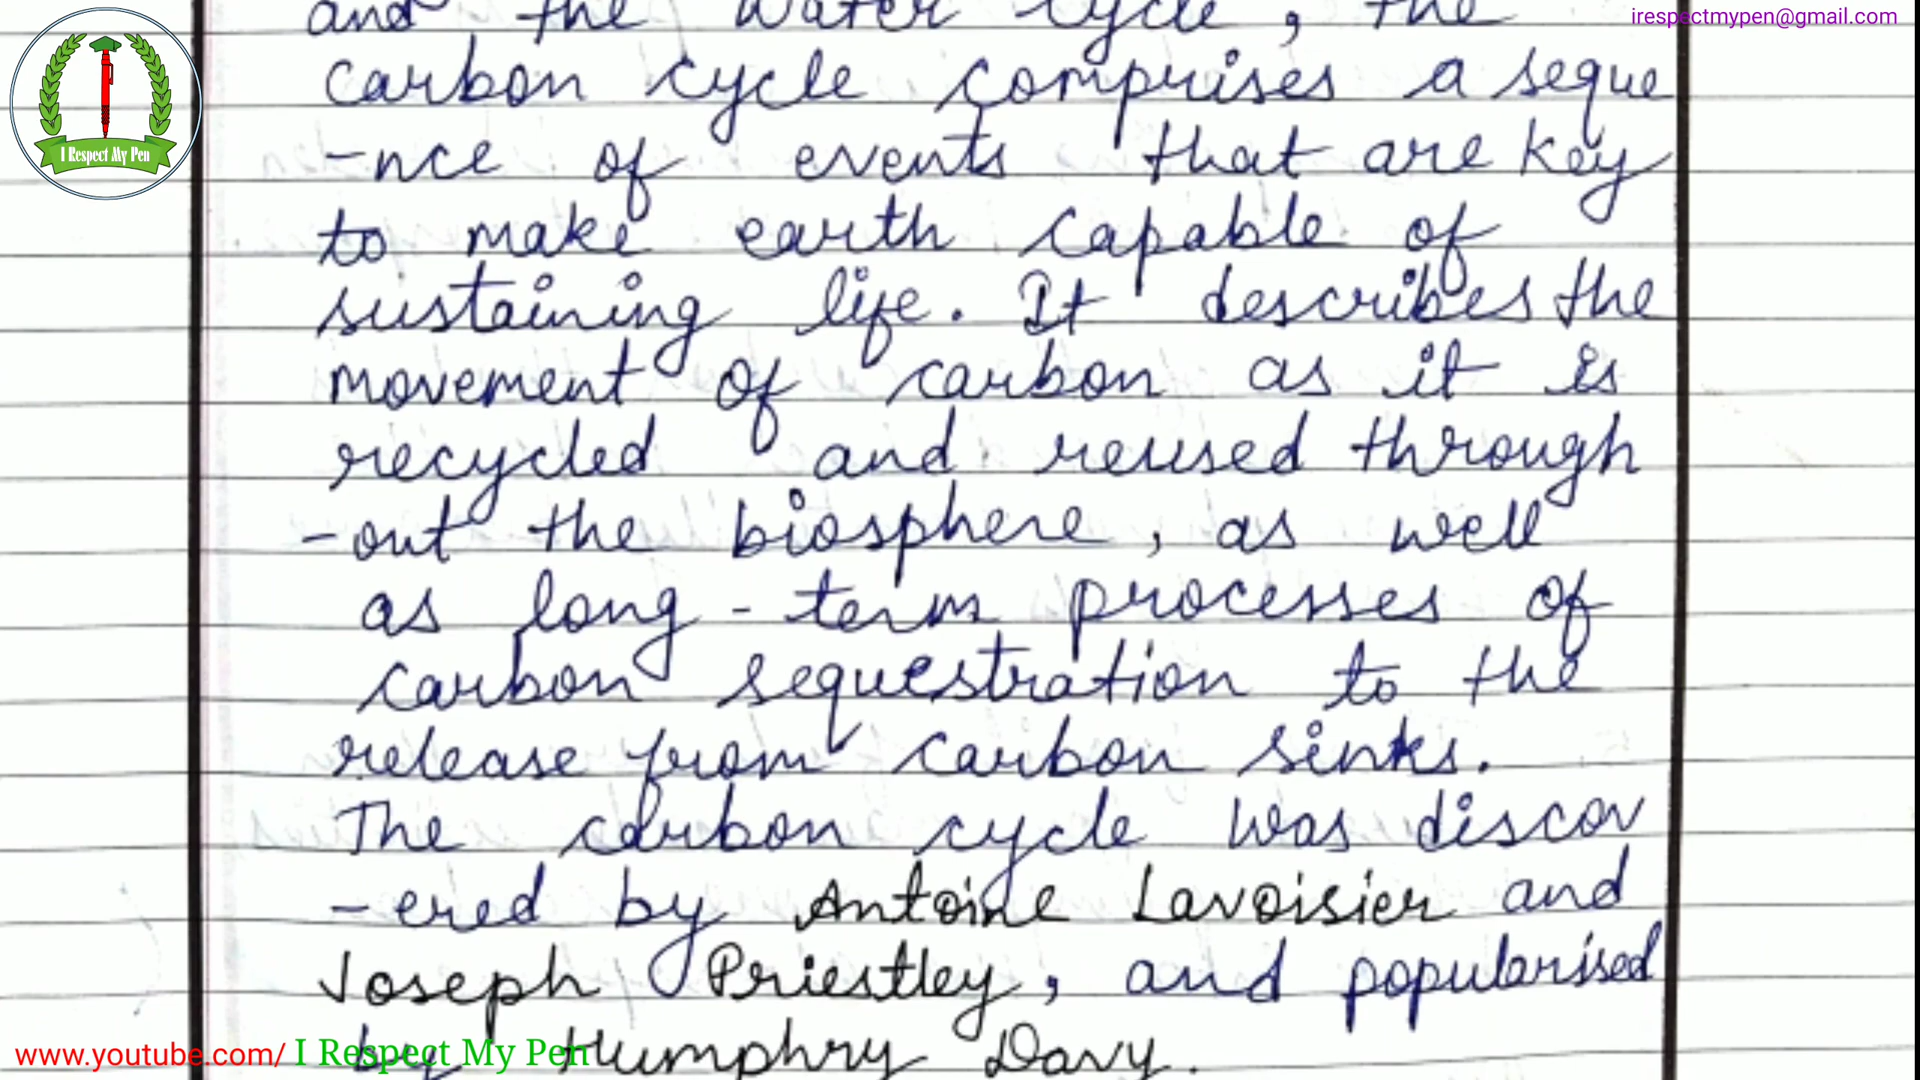 irespectmypen@gmail.com
I Respect My Pen
and the water cycle, the
carbon cycle comprises a seque
-nce of events that are key
to make earth capable of
sustaining life. It describes the
movement of carbon as it is
recycled and reused through
-out the biosphere, as well
as long-term processes of
carbon sequestration to the
release from carbon sinks.
The carbon cycle was discov
-ered by Antoine Lavoisier and
Joseph Priestley, and popularised
by Humphry Davy.
www.youtube.com/ I Respect My Pen